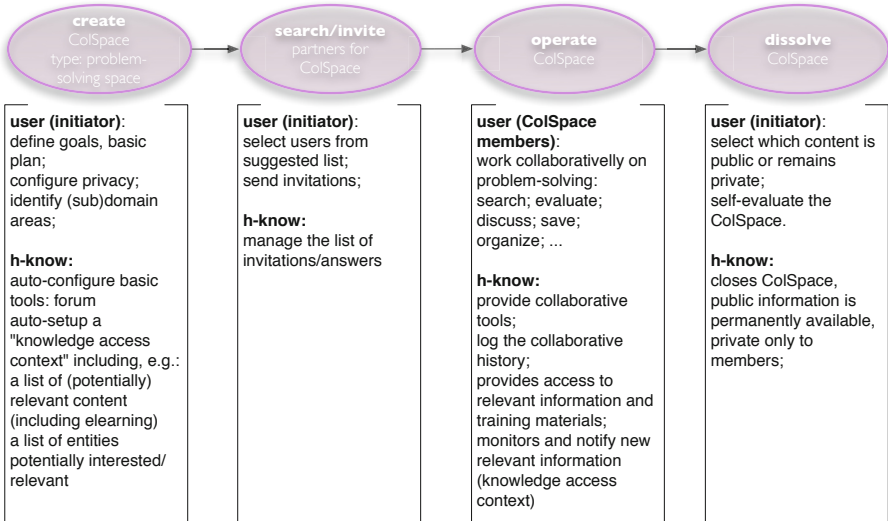 create
ColSpace
type: problem-
solving space
search/invite
partners for
ColSpace
operate
ColSpace
dissolve
ColSpace
user (initiator):
define goals, basic
plan;
configure privacy;
identify (sub)domain
areas;
h-know:
auto-configure basic
tools: forum
auto-setup a
"knowledge access
context" including, e.g.:
a list of (potentially)
relevant content
(including elearning)
a list of entities
potentially interested/
relevant
user (initiator):
select users from
suggested list;
send invitations;
h-know:
manage the list of
invitations/answers
user (ColSpace
members):
work collaborativelly on
problem-solving:
search; evaluate;
discuss; save;
organize; ...
h-know:
provide collaborative
tools;
log the collaborative
history;
provides access to
relevant information and
training materials;
monitors and notify new
relevant information
(knowledge access
context)
user (initiator):
select which content is
public or remains
private;
self-evaluate the
ColSpace.
h-know:
closes ColSpace,
public information is
permanently available,
private only to
members;